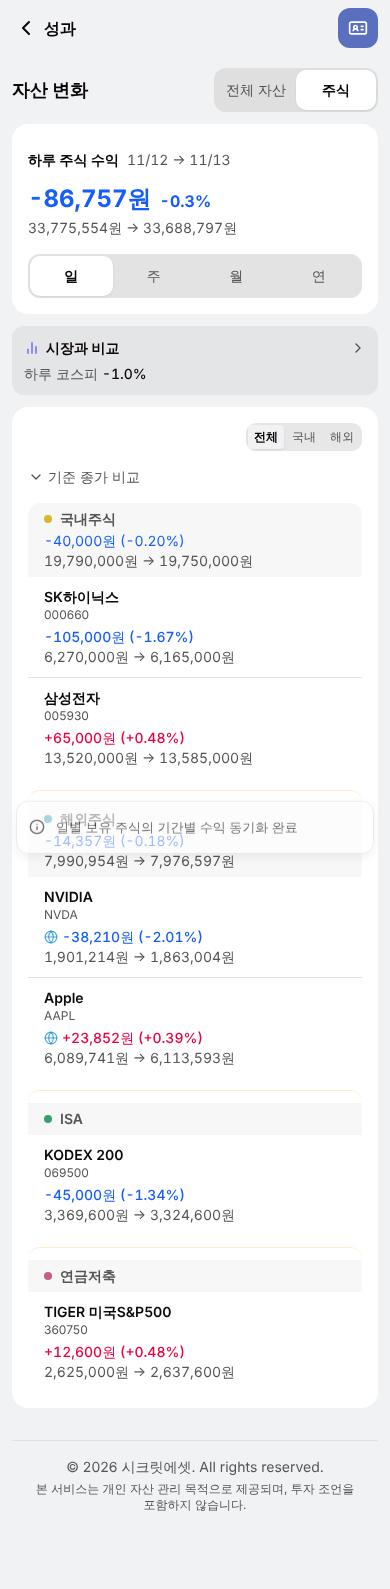 성과
자산 변화
전체 자산 주식
하루 주식 수익 11/12 → 11/13
-86,757원 -0.3%
33,775,554원 → 33,688,797원
일 주 월 연
시장과 비교
하루 코스피 -1.0%
전체 국내 해외
기준 종가 비교
국내주식
-40,000원 (-0.20%)
19,790,000원 → 19,750,000원
SK하이닉스
000660
-105,000원 (-1.67%)
6,270,000원 → 6,165,000원
삼성전자
005930
+65,000원 (+0.48%)
13,520,000원 → 13,585,000원
해외주식
일별 보유 주식의 기간별 수익 동기화 완료
-14,357원 (-0.18%)
7,990,954원 → 7,976,597원
NVIDIA
NVDA
-38,210원 (-2.01%)
1,901,214원 → 1,863,004원
Apple
AAPL
+23,852원 (+0.39%)
6,089,741원 → 6,113,593원
ISA
KODEX 200
069500
-45,000원 (-1.34%)
3,369,600원 → 3,324,600원
연금저축
TIGER 미국S&P500
360750
+12,600원 (+0.48%)
2,625,000원 → 2,637,600원
© 2026 시크릿에셋. All rights reserved.
본 서비스는 개인 자산 관리 목적으로 제공되며, 투자 조언을
포함하지 않습니다.